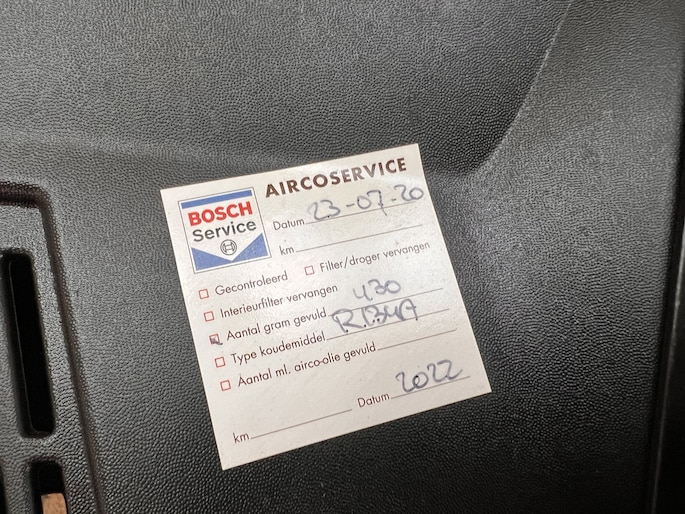 AIRCOSERVICE
BOSCH
Service
Datum 23-07-20
km
Gecontroleerd
Filter/droger vervangen
Interieurfilter vervangen
Aantal gram gevuld 430
Type koudemiddel R134A
Aantal ml. airco-olie gevuld
km
Datum 2022